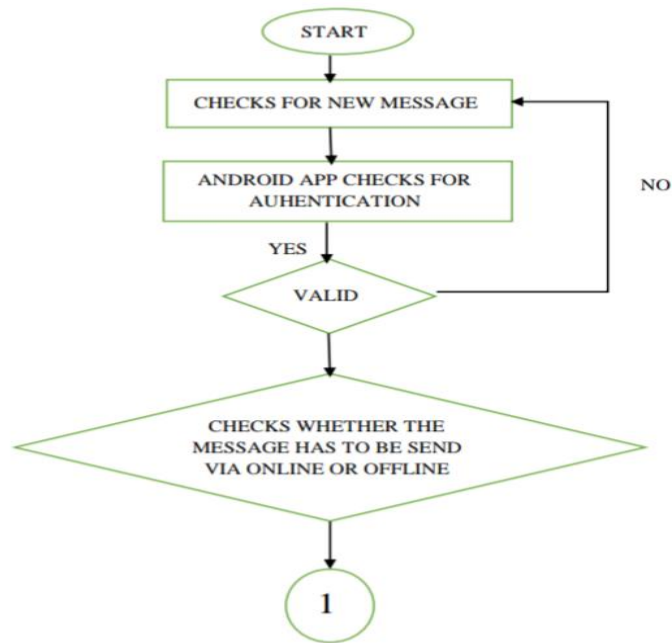 START
CHECKS FOR NEW MESSAGE
ANDROID APP CHECKS FOR
AUHENTICATION
NO
YES
VALID
CHECKS WHETHER THE
MESSAGE HAS TO BE SEND
VIA ONLINE OR OFFLINE
1